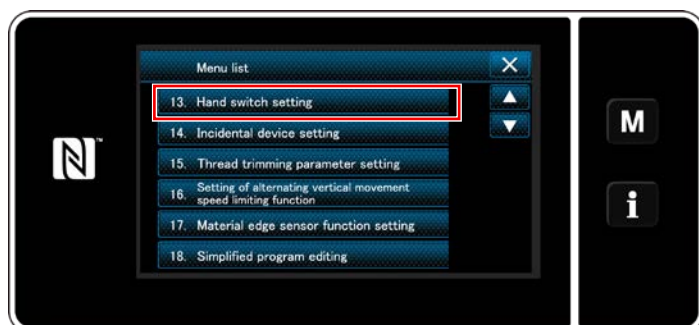 Menu list
13. Hand switch setting
14. Incidental device setting
15. Thread trimming parameter setting
16. Setting of alternating vertical movement
speed limiting function
17. Material edge sensor function setting
18. Simplified program editing
N™
M
i